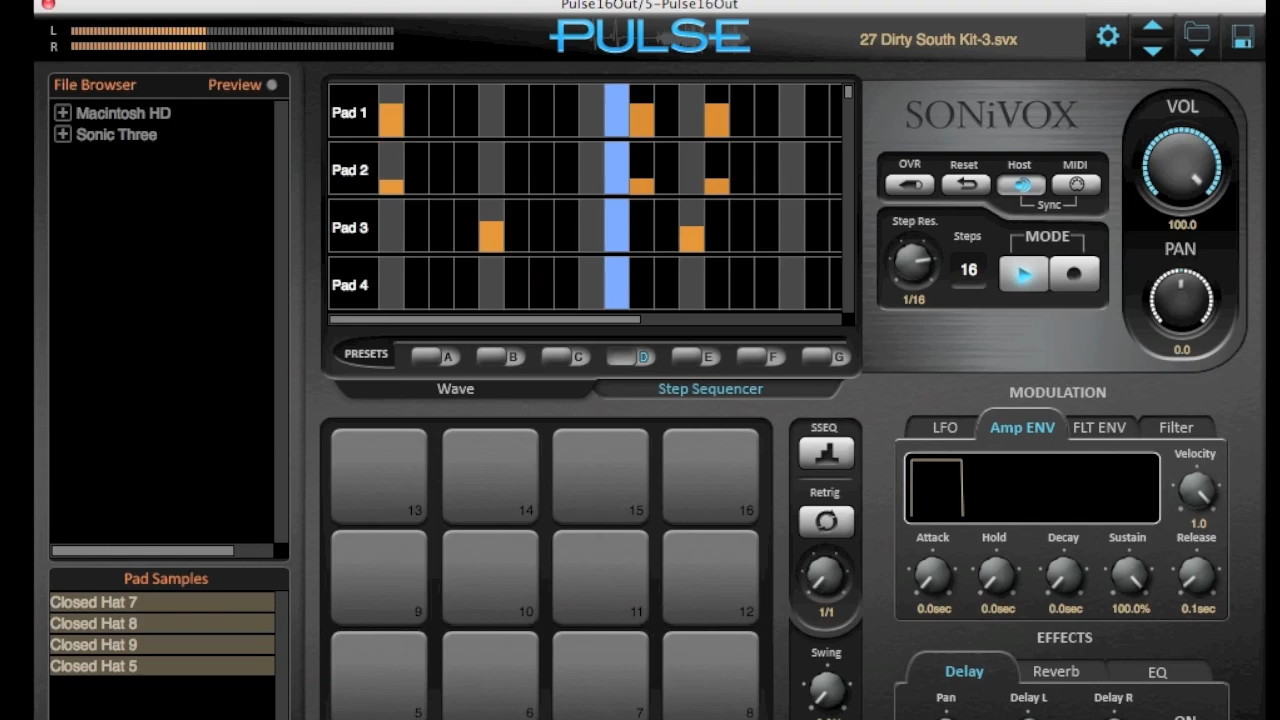 Pulse16Out/5-Pulse16Out
L
R
PULSE
27 Dirty South Kit-3.svx
File Browser
Preview
Macintosh HD
Sonic Three
Pad 1
Pad 2
Pad 3
Pad 4
PRESETS
A
B
C
D
E
F
G
Wave
Step Sequencer
SONiVOX
OVR
Reset
Host
MIDI
Sync
Step Res.
Steps
MODE
16
1/16
VOL
100.0
PAN
0.0
MODULATION
LFO
Amp ENV
FLT ENV
Filter
Velocity
1.0
Attack
Hold
Decay
Sustain
Release
0.0sec
0.0sec
0.0sec
100.0%
0.1sec
EFFECTS
Delay
Reverb
EQ
Pan
Delay L
Delay R
SSEQ
Retrig
1/1
Swing
13
14
15
16
9
10
11
12
5
6
7
8
Pad Samples
Closed Hat 7
Closed Hat 8
Closed Hat 9
Closed Hat 5